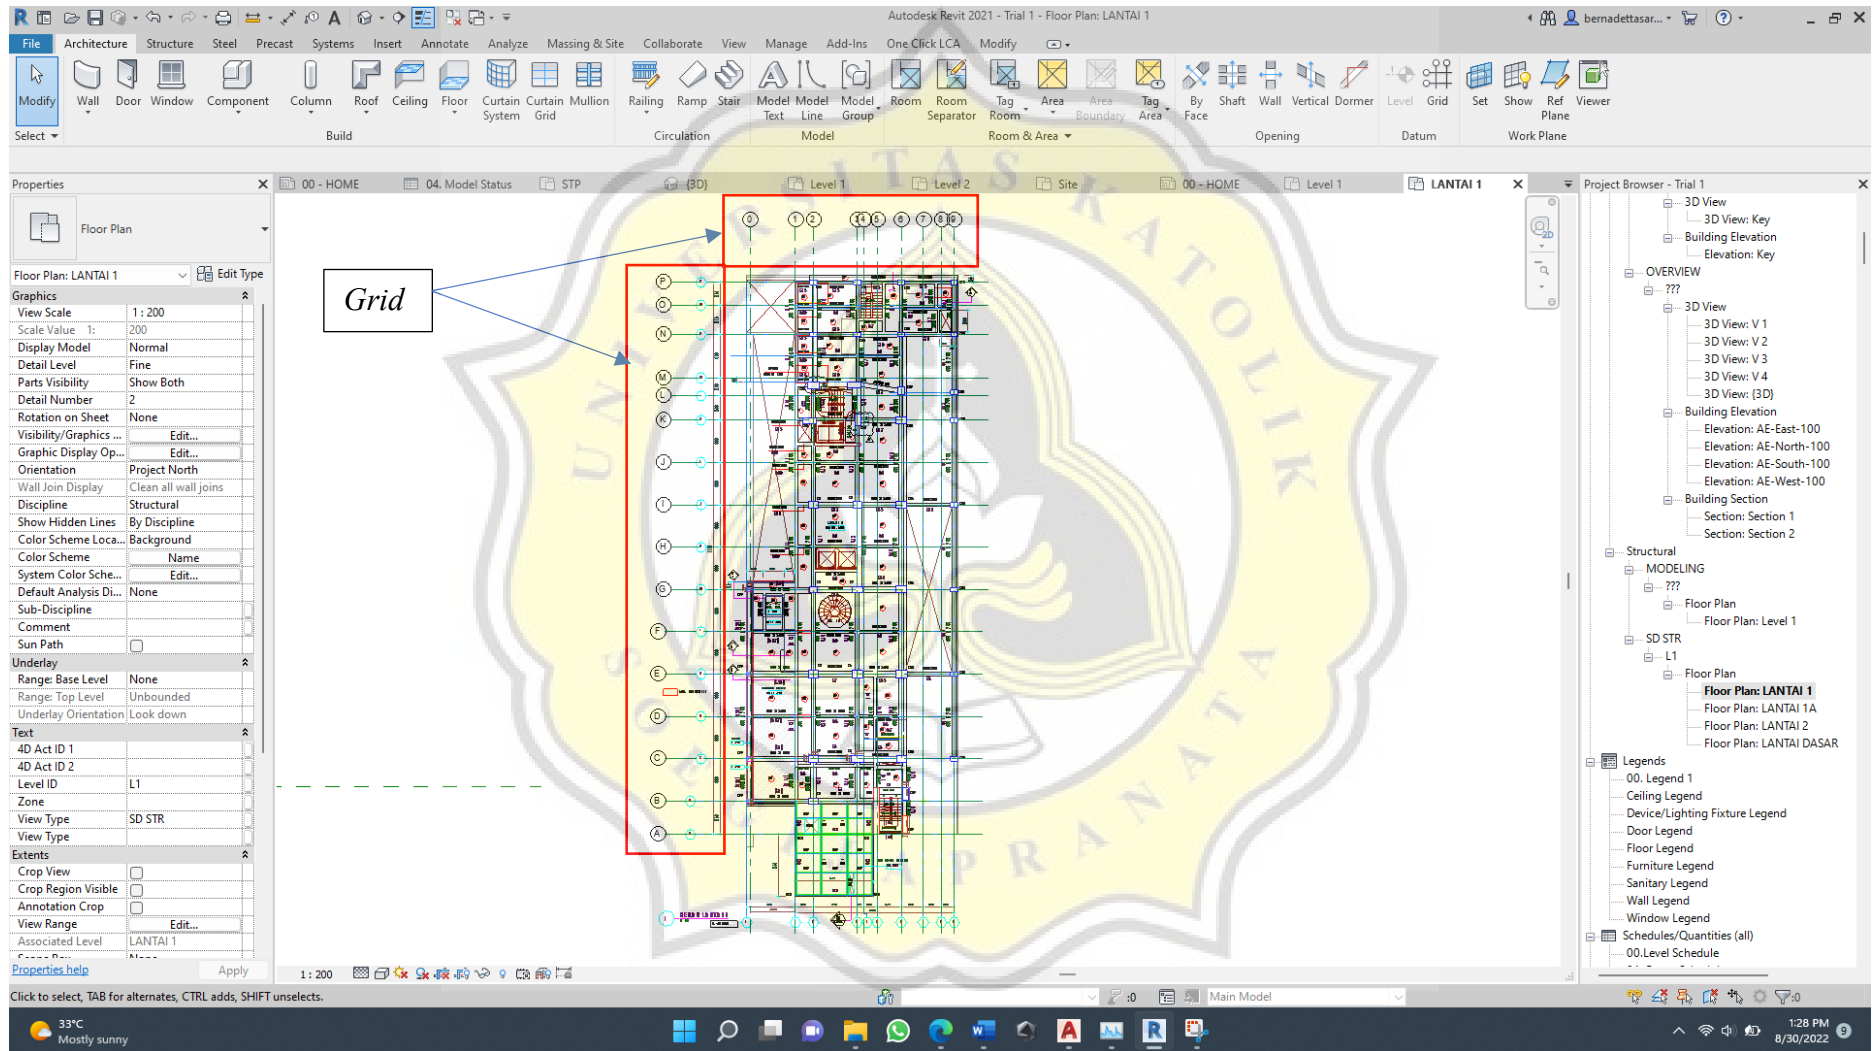 Autodesk Revit 2021 - Trial 1 - Floor Plan: LANTAI 1
bernadettasar...
File Architecture Structure Steel Precast Systems Insert Annotate Analyze Massing & Site Collaborate View Manage Add-Ins One Click LCA Modify
Modify Wall Door Window Component Column Roof Ceiling Floor Curtain System Curtain Grid Mullion Railing Ramp Stair Model Text Model Line Model Group Room Room Separator Tag Room Area Area Boundary Tag Area By Face Shaft Wall Vertical Dormer Level Grid Set Show Ref Plane Viewer
Select Build Circulation Model Room & Area Opening Datum Work Plane
Properties
00 - HOME 04. Model Status STP {3D} Level 1 Level 2 Site 00 - HOME Level 1 LANTAI 1
Project Browser - Trial 1
Floor Plan
Floor Plan: LANTAI 1 Edit Type
Graphics
View Scale 1 : 200
Scale Value 1: 200
Display Model Normal
Detail Level Fine
Parts Visibility Show Both
Detail Number 2
Rotation on Sheet None
Visibility/Graphics ... Edit...
Graphic Display Op... Edit...
Orientation Project North
Wall Join Display Clean all wall joins
Discipline Structural
Show Hidden Lines By Discipline
Color Scheme Loca... Background
Color Scheme Name
System Color Sche... Edit...
Default Analysis Di... None
Sub-Discipline
Comment
Sun Path
Underlay
Range: Base Level None
Range: Top Level Unbounded
Underlay Orientation Look down
Text
4D Act ID 1
4D Act ID 2
Level ID L1
Zone
View Type SD STR
View Type
Extents
Crop View
Crop Region Visible
Annotation Crop
View Range Edit...
Associated Level LANTAI 1
Properties help Apply
Grid
0 1 2 5 6 7 8
P
O
N
M
L
K
J
I
H
G
F
E
D
C
B
A
UNIVERSITAS KATOLIK
SOEGIJAPRANATA
3D View
3D View: Key
Building Elevation
Elevation: Key
OVERVIEW
???
3D View
3D View: V 1
3D View: V 2
3D View: V 3
3D View: V 4
3D View: {3D}
Building Elevation
Elevation: AE-East-100
Elevation: AE-North-100
Elevation: AE-South-100
Elevation: AE-West-100
Building Section
Section: Section 1
Section: Section 2
Structural
MODELING
???
Floor Plan
Floor Plan: Level 1
SD STR
L1
Floor Plan
Floor Plan: LANTAI 1
Floor Plan: LANTAI 1A
Floor Plan: LANTAI 2
Floor Plan: LANTAI DASAR
Legends
00. Legend 1
Ceiling Legend
Device/Lighting Fixture Legend
Door Legend
Floor Legend
Furniture Legend
Sanitary Legend
Wall Legend
Window Legend
Schedules/Quantities (all)
00.Level Schedule
1 : 200
Click to select, TAB for alternates, CTRL adds, SHIFT unselects.
:0 Main Model :0
33°C
Mostly sunny
1:28 PM
8/30/2022
9